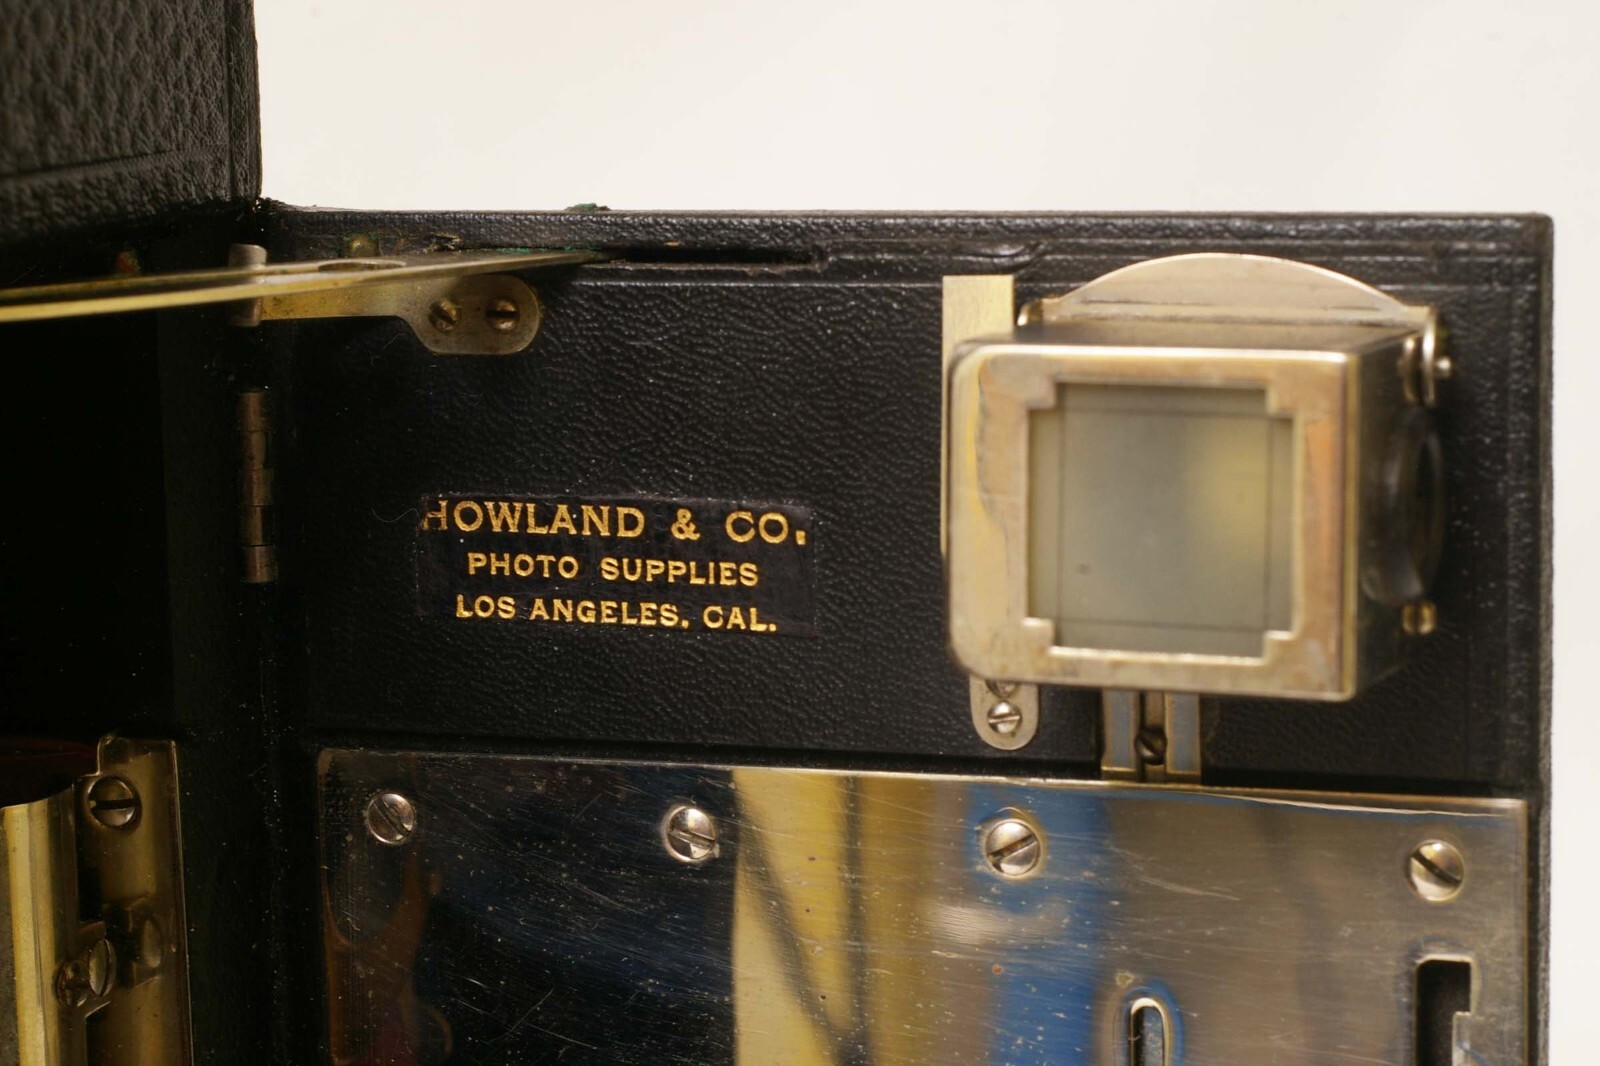 HOWLAND & CO.
PHOTO SUPPLIES
LOS ANGELES, CAL.